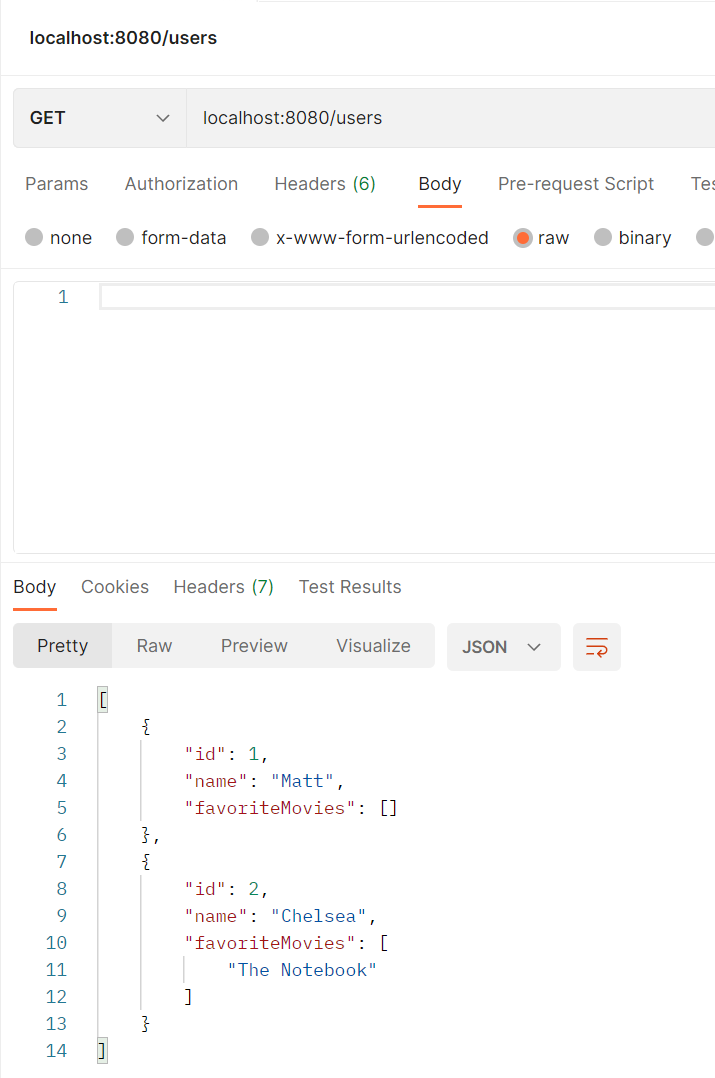 localhost:8080/users
GET localhost:8080/users
Params Authorization Headers (6) Body Pre-request Script Tes
none form-data x-www-form-urlencoded raw binary
1
Body Cookies Headers (7) Test Results
Pretty Raw Preview Visualize JSON
1 [
2 {
3 "id": 1,
4 "name": "Matt",
5 "favoriteMovies": []
6 },
7 {
8 "id": 2,
9 "name": "Chelsea",
10 "favoriteMovies": [
11 "The Notebook"
12 ]
13 }
14 ]